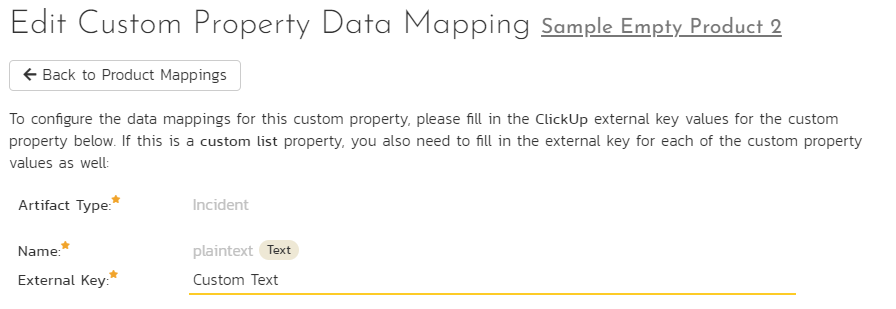 Edit Custom Property Data Mapping Sample Empty Product 2
Back to Product Mappings
To configure the data mappings for this custom property, please fill in the ClickUp external key values for the custom
property below. If this is a custom list property, you also need to fill in the external key for each of the custom property
values as well:
Artifact Type: Incident
Name: plaintext Text
External Key: Custom Text